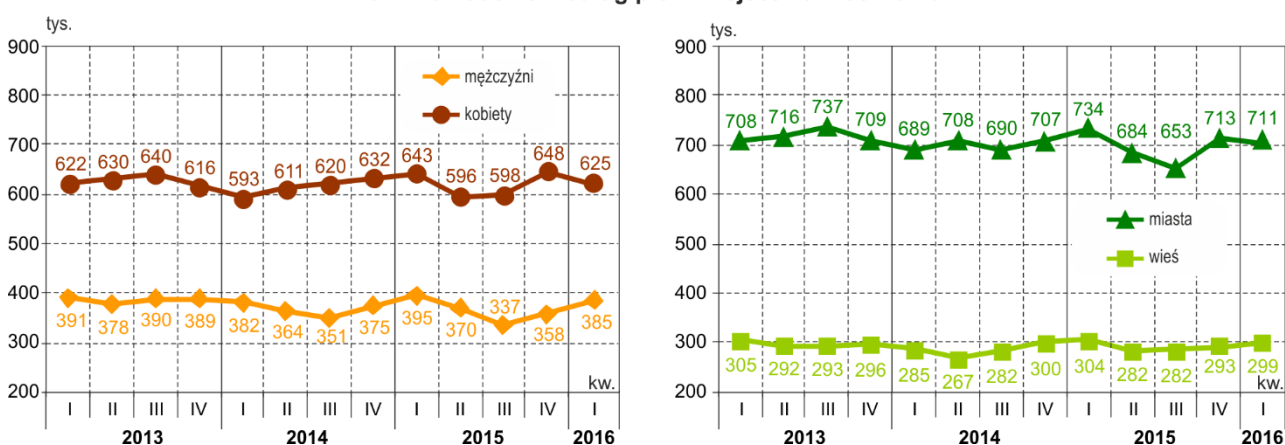 tys.
900
800
700
600
500
400
300
200
mężczyźni
kobiety
622 630 640 616 593 611 620 632 643 596 598 648 625
391 378 390 389 382 364 351 375 395 370 337 358 385
kw.
I II III IV I II III IV I II III IV I
2013 2014 2015 2016
tys.
900
800
700
600
500
400
300
200
708 716 737 709 689 708 690 707 734 684 653 713 711
miasta
wieś
305 292 293 296 285 267 282 300 304 282 282 293 299
kw.
I II III IV I II III IV I II III IV I
2013 2014 2015 2016